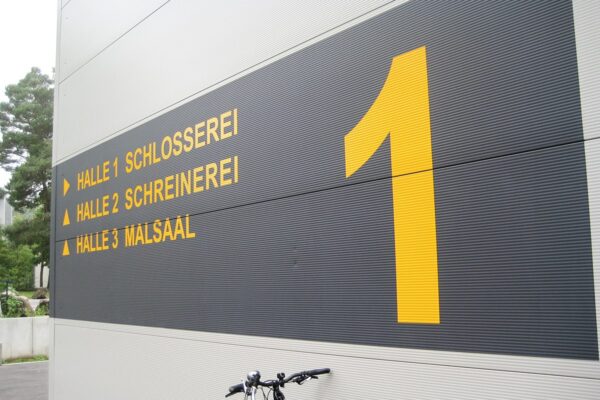 HALLE 1 SCHLOSSEREI
HALLE 2 SCHREINEREI
HALLE 3 MALSAAL
1